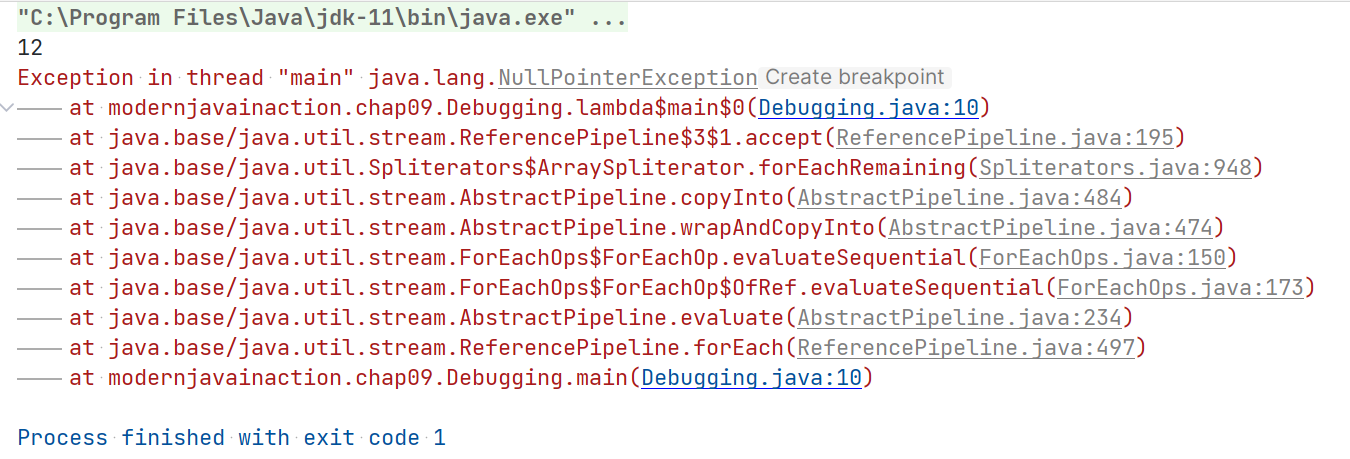 "C:\Program Files\Java\jdk-11\bin\java.exe" ...
12
Exception in thread "main" java.lang.NullPointerException Create breakpoint
at modernjavainaction.chap09.Debugging.lambda$main$0(Debugging.java:10)
at java.base/java.util.stream.ReferencePipeline$3$1.accept(ReferencePipeline.java:195)
at java.base/java.util.Spliterators$ArraySpliterator.forEachRemaining(Spliterators.java:948)
at java.base/java.util.stream.AbstractPipeline.copyInto(AbstractPipeline.java:484)
at java.base/java.util.stream.AbstractPipeline.wrapAndCopyInto(AbstractPipeline.java:474)
at java.base/java.util.stream.ForEachOps$ForEachOp.evaluateSequential(ForEachOps.java:150)
at java.base/java.util.stream.ForEachOps$ForEachOp$OfRef.evaluateSequential(ForEachOps.java:173)
at java.base/java.util.stream.AbstractPipeline.evaluate(AbstractPipeline.java:234)
at java.base/java.util.stream.ReferencePipeline.forEach(ReferencePipeline.java:497)
at modernjavainaction.chap09.Debugging.main(Debugging.java:10)
Process finished with exit code 1